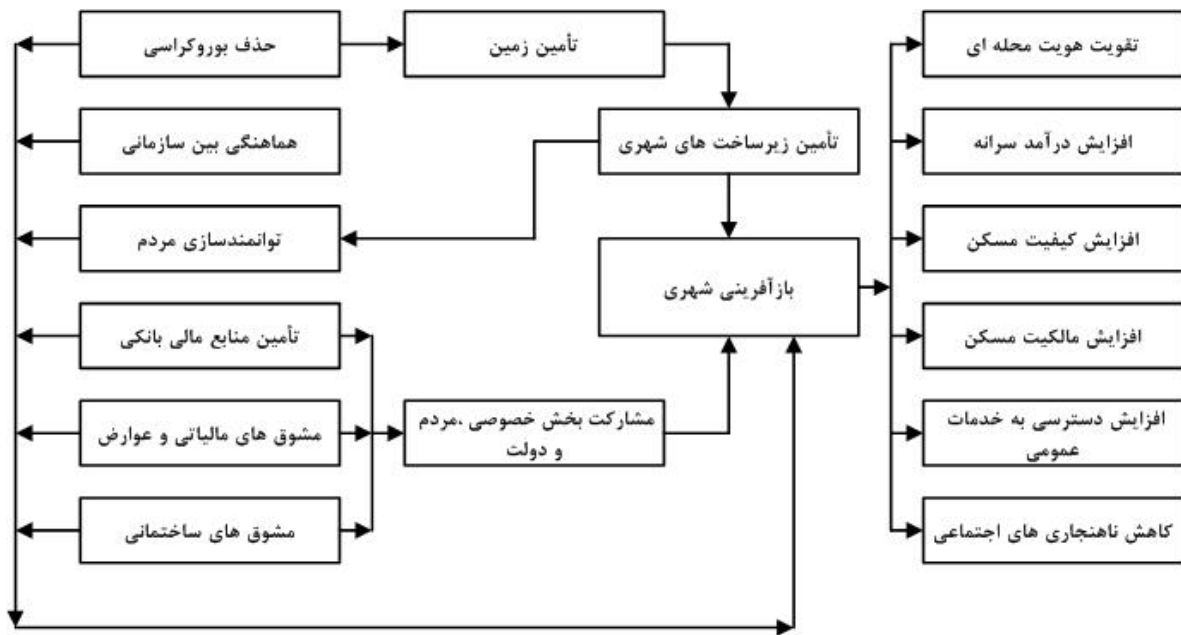 حذف بوروکراسی
تأمین زمین
تقویت هویت محله ای
هماهنگی بین سازمانی
تأمین زیرساخت های شهری
افزایش درآمد سرانه
توانمندسازی مردم
بازآفرینی شهری
افزایش کیفیت مسکن
تأمین منابع مالی بانکی
افزایش مالکیت مسکن
مشوق های مالیاتی و عوارض
مشارکت بخش خصوصی ،مردم
و دولت
افزایش دسترسی به خدمات
عمومی
مشوق های ساختمانی
کاهش ناهنجاری های اجتماعی